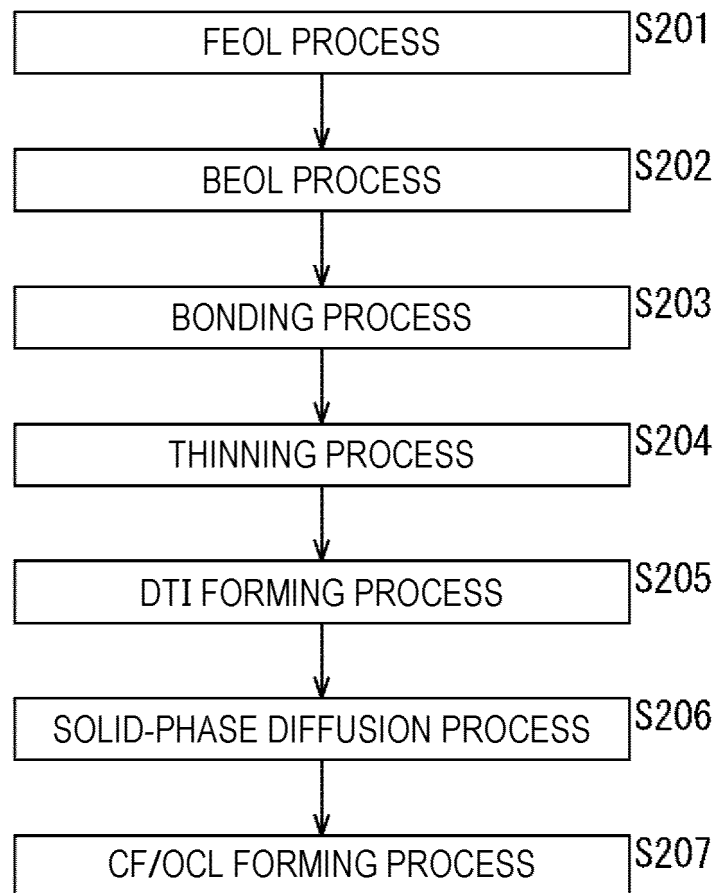 FEOL PROCESS S201
BEOL PROCESS S202
BONDING PROCESS S203
THINNING PROCESS S204
DTI FORMING PROCESS S205
SOLID-PHASE DIFFUSION PROCESS S206
CF/OCL FORMING PROCESS S207